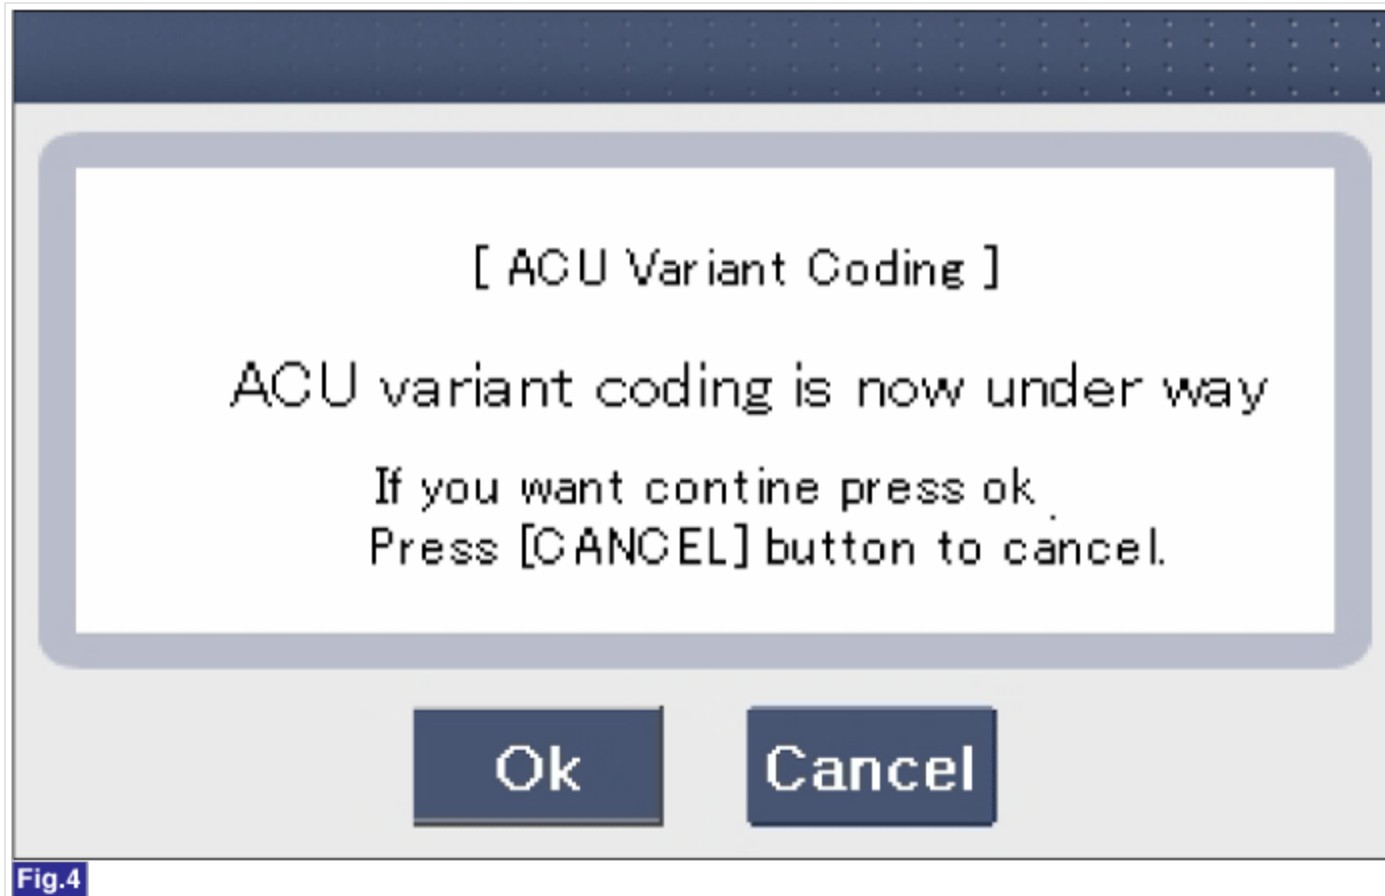 [ ACU Variant Coding ]
ACU variant coding is now under way
If you want contine press ok
Press [CANCEL] button to cancel.
Ok Cancel
Fig.4